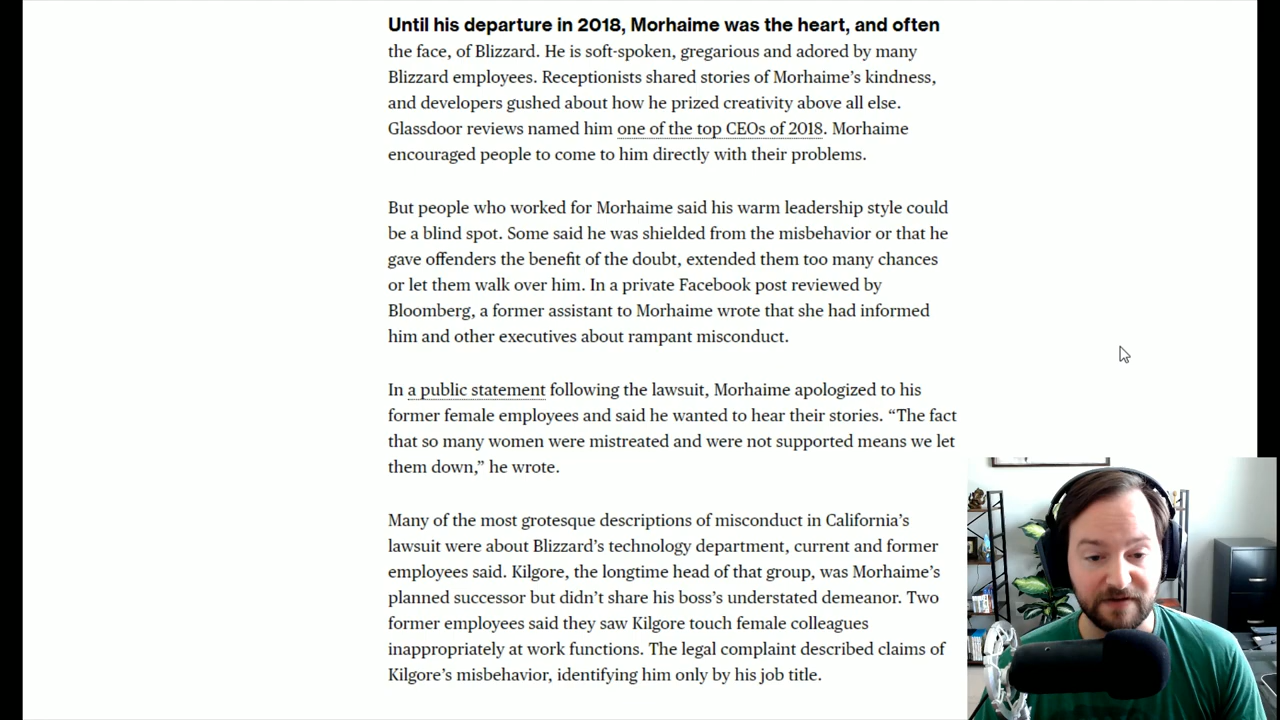 Until his departure in 2018, Morhaime was the heart, and often
the face, of Blizzard. He is soft-spoken, gregarious and adored by many
Blizzard employees. Receptionists shared stories of Morhaime’s kindness,
and developers gushed about how he prized creativity above all else.
Glassdoor reviews named him one of the top CEOs of 2018. Morhaime
encouraged people to come to him directly with their problems.
But people who worked for Morhaime said his warm leadership style could
be a blind spot. Some said he was shielded from the misbehavior or that he
gave offenders the benefit of the doubt, extended them too many chances
or let them walk over him. In a private Facebook post reviewed by
Bloomberg, a former assistant to Morhaime wrote that she had informed
him and other executives about rampant misconduct.
In a public statement following the lawsuit, Morhaime apologized to his
former female employees and said he wanted to hear their stories. “The fact
that so many women were mistreated and were not supported means we let
them down,” he wrote.
Many of the most grotesque descriptions of misconduct in California’s
lawsuit were about Blizzard’s technology department, current and former
employees said. Kilgore, the longtime head of that group, was Morhaime’s
planned successor but didn’t share his boss’s understated demeanor. Two
former employees said they saw Kilgore touch female colleagues
inappropriately at work functions. The legal complaint described claims of
Kilgore’s misbehavior, identifying him only by his job title.